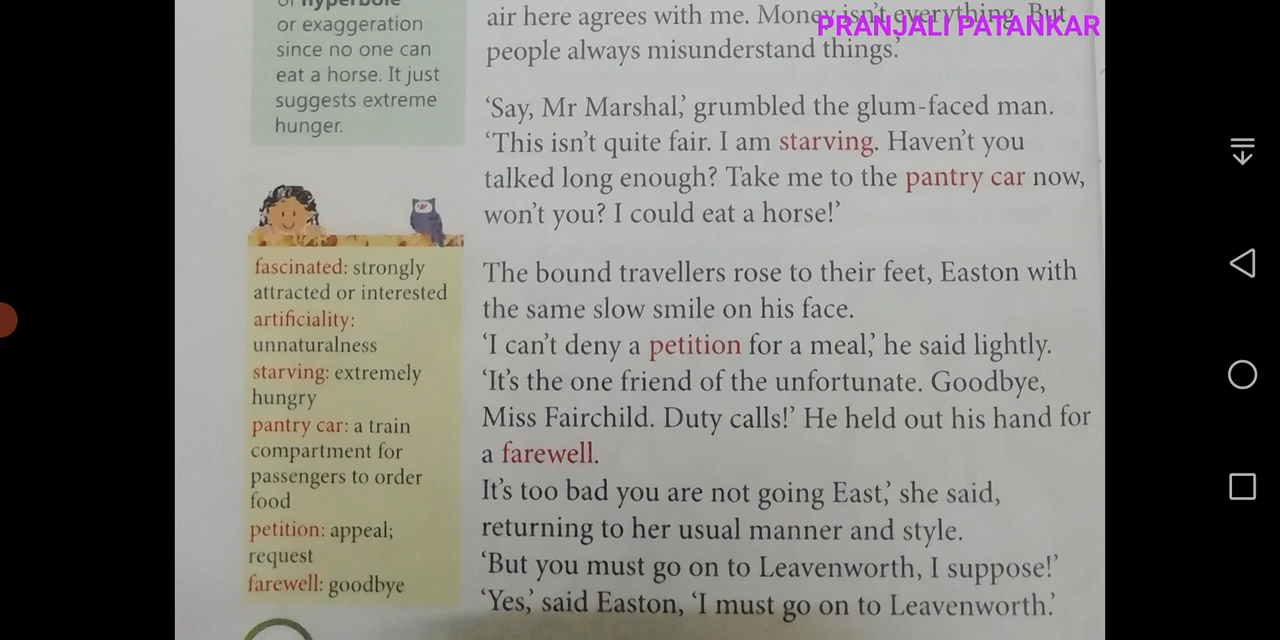 of hyperbole
or exaggeration
since no one can
eat a horse. It just
suggests extreme
hunger.
fascinated: strongly
attracted or interested
artificiality:
unnaturalness
starving: extremely
hungry
pantry car: a train
compartment for
passengers to order
food
petition: appeal;
request
farewell: goodbye
air here agrees with me. Money isn't everything. But
PRANJALI PATANKAR
people always misunderstand things.'
'Say, Mr Marshal,' grumbled the glum-faced man.
'This isn't quite fair. I am starving. Haven't you
talked long enough? Take me to the pantry car now,
won't you? I could eat a horse!'
The bound travellers rose to their feet, Easton with
the same slow smile on his face.
'I can't deny a petition for a meal,' he said lightly.
'It's the one friend of the unfortunate. Goodbye,
Miss Fairchild. Duty calls!' He held out his hand for
a farewell.
It's too bad you are not going East,' she said,
returning to her usual manner and style.
'But you must go on to Leavenworth, I suppose!'
'Yes,' said Easton, 'I must go on to Leavenworth.'